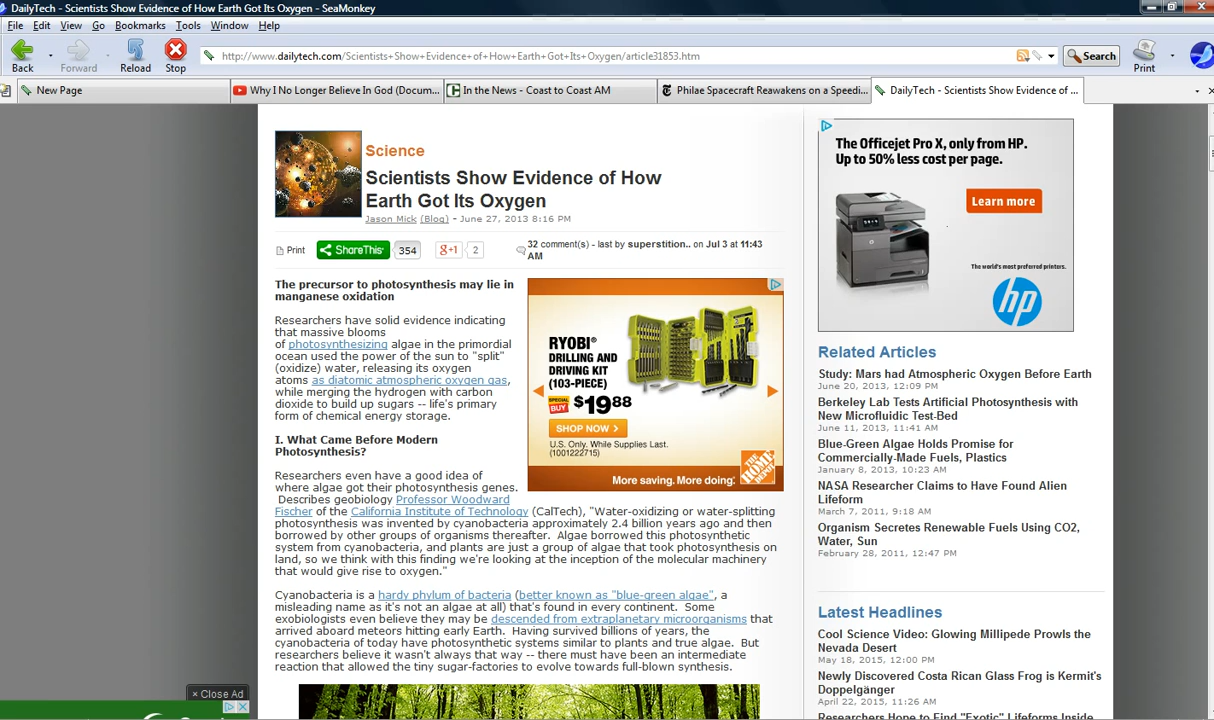 DailyTech - Scientists Show Evidence of How Earth Got Its Oxygen - SeaMonkey
File Edit View Go Bookmarks Tools Window Help
Back Forward Reload Stop
http://www.dailytech.com/Scientists+Show+Evidence+of+How+Earth+Got+Its+Oxygen/article31853.htm
Search
Print
New Page
Why I No Longer Believe In God (Docum...
In the News - Coast to Coast AM
Philae Spacecraft Reawakens on a Speedi...
DailyTech - Scientists Show Evidence of ...
Science
Scientists Show Evidence of How
Earth Got Its Oxygen
Jason Mick (Blog) - June 27, 2013 8:16 PM
Print
ShareThis 354
g+1 2
32 comment(s) - last by superstition.. on Jul 3 at 11:43
AM
The precursor to photosynthesis may lie in
manganese oxidation
Researchers have solid evidence indicating
that massive blooms
of photosynthesizing algae in the primordial
ocean used the power of the sun to "split"
(oxidize) water, releasing its oxygen
atoms as diatomic atmospheric oxygen gas,
while merging the hydrogen with carbon
dioxide to build up sugars -- life's primary
form of chemical energy storage.
I. What Came Before Modern
Photosynthesis?
Researchers even have a good idea of
where algae got their photosynthesis genes.
Describes geobiology Professor Woodward
Fischer of the California Institute of Technology (CalTech), "Water-oxidizing or water-splitting
photosynthesis was invented by cyanobacteria approximately 2.4 billion years ago and then
borrowed by other groups of organisms thereafter.  Algae borrowed this photosynthetic
system from cyanobacteria, and plants are just a group of algae that took photosynthesis on
land, so we think with this finding we're looking at the inception of the molecular machinery
that would give rise to oxygen."
Cyanobacteria is a hardy phylum of bacteria (better known as "blue-green algae", a
misleading name as it's not an algae at all) that's found in every continent.  Some
exobiologists even believe they may be descended from extraplanetary microorganisms that
arrived aboard meteors hitting early Earth.  Having survived billions of years, the
cyanobacteria of today have photosynthetic systems similar to plants and true algae.  But
researchers believe it wasn't always that way -- there must have been an intermediate
reaction that allowed the tiny sugar-factories to evolve towards full-blown synthesis.
RYOBI®
DRILLING AND
DRIVING KIT
(103-PIECE)
SPECIAL BUY $19.88
SHOP NOW >
U.S. Only. While Supplies Last.
(1001222715)
More saving. More doing.
THE HOME DEPOT
× Close Ad
The Officejet Pro X, only from HP.
Up to 50% less cost per page.
Learn more
The world's most preferred printers.
hp
Related Articles
Study: Mars had Atmospheric Oxygen Before Earth
June 20, 2013, 12:09 PM
Berkeley Lab Tests Artificial Photosynthesis with
New Microfluidic Test-Bed
June 11, 2013, 11:41 AM
Blue-Green Algae Holds Promise for
Commercially-Made Fuels, Plastics
January 8, 2013, 10:23 AM
NASA Researcher Claims to Have Found Alien
Lifeform
March 7, 2011, 9:18 AM
Organism Secretes Renewable Fuels Using CO2,
Water, Sun
February 28, 2011, 12:47 PM
Latest Headlines
Cool Science Video: Glowing Millipede Prowls the
Nevada Desert
May 18, 2015, 12:00 PM
Newly Discovered Costa Rican Glass Frog is Kermit's
Doppelgänger
April 22, 2015, 11:26 AM
Researchers Hope to Find "Exotic" Lifeforms Inside